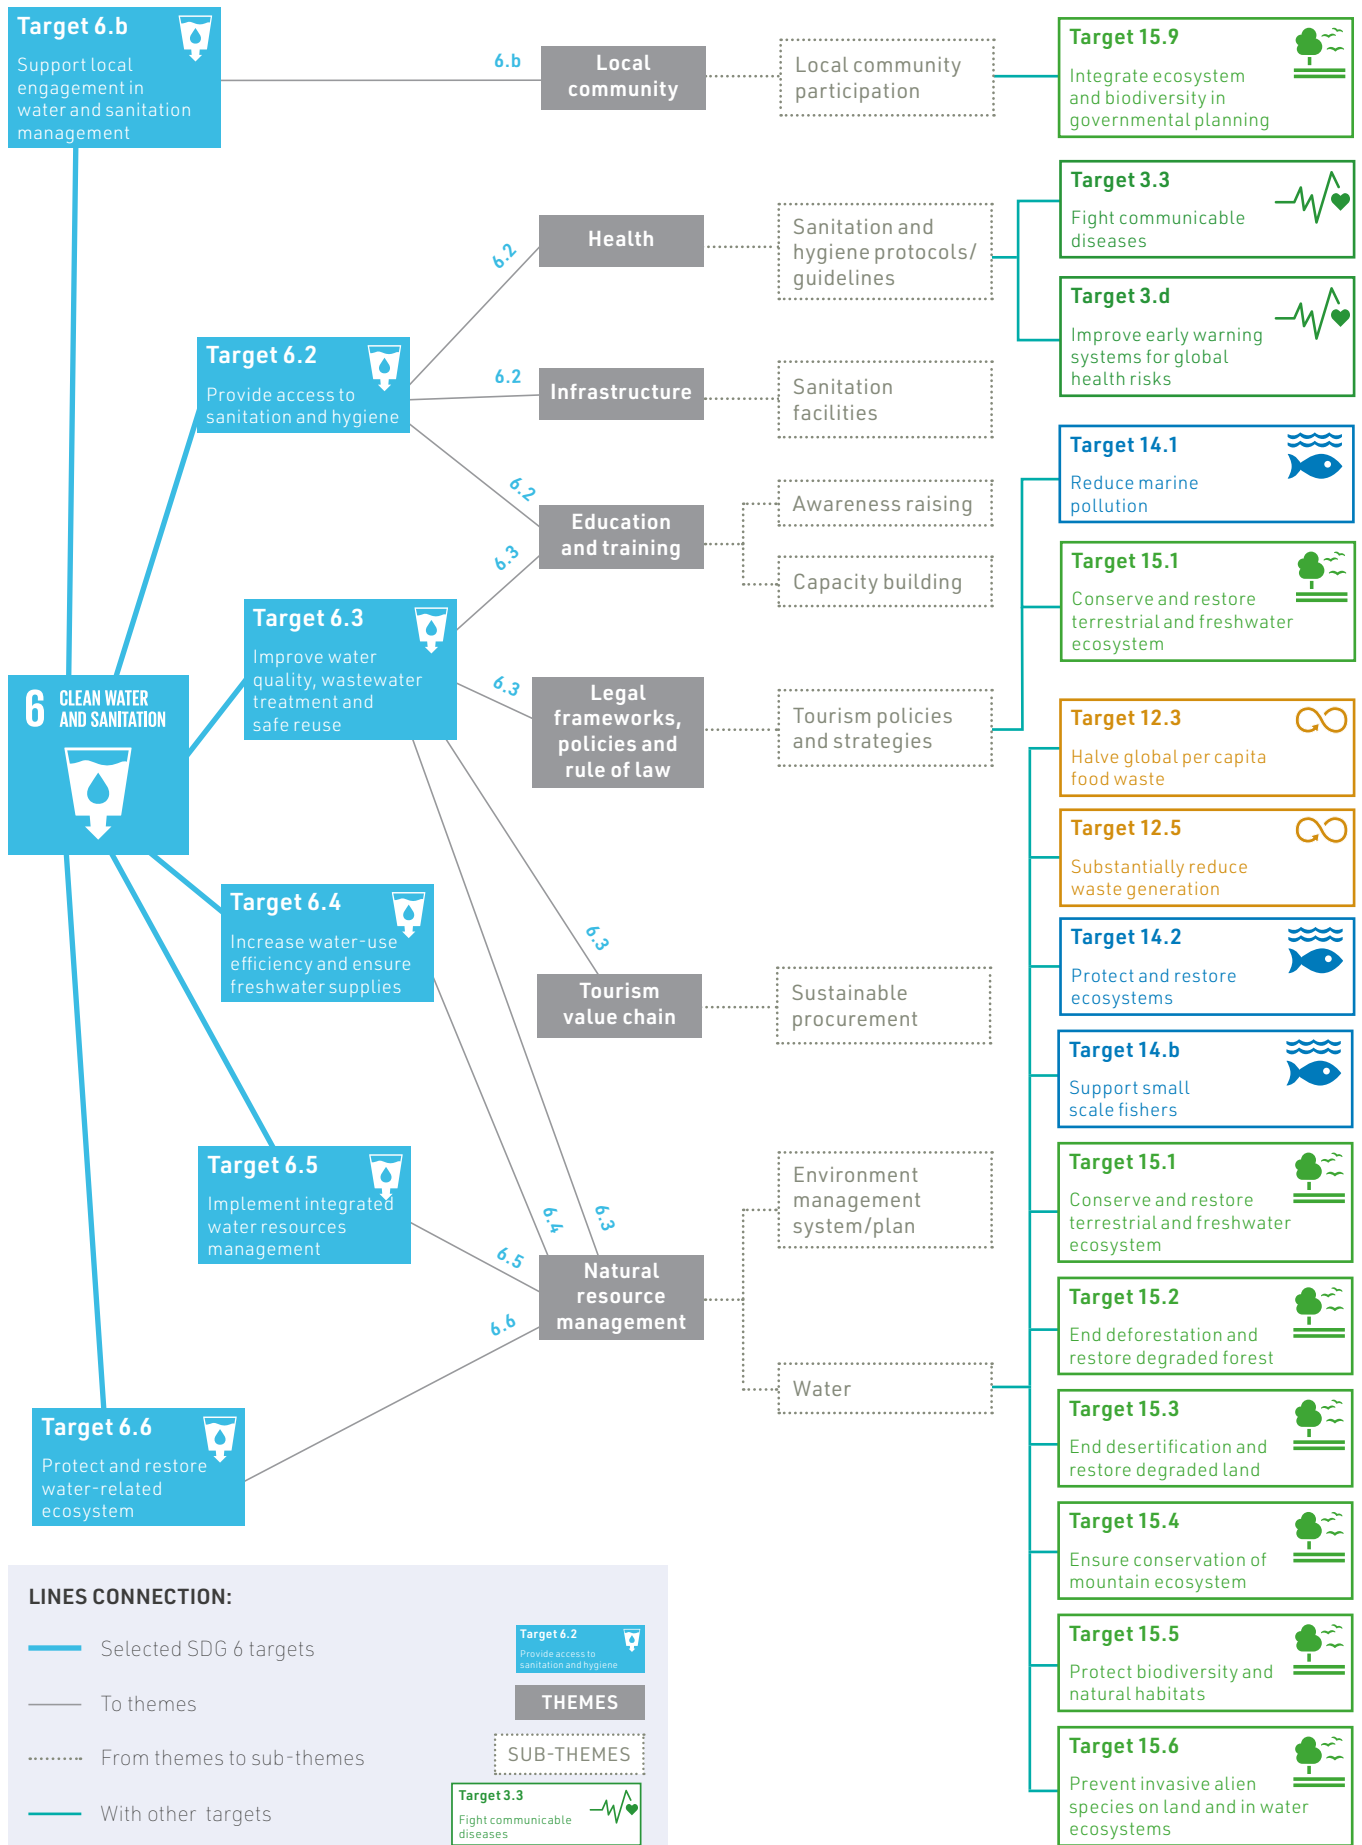 Target 6.b
Support local
engagement in
water and sanitation
management
6.b
Local
community
Local community
participation
Target 15.9
Integrate ecosystem
and biodiversity in
governmental planning
Target 3.3
Fight communicable
diseases
6.2
Health
Sanitation and
hygiene protocols/
guidelines
Target 3.d
Improve early warning
systems for global
health risks
Target 6.2
Provide access to
sanitation and hygiene
6.2
Infrastructure
Sanitation
facilities
Target 14.1
Reduce marine
pollution
6.2
Education
and training
Awareness raising
Capacity building
6.3
Target 15.1
Conserve and restore
terrestrial and freshwater
ecosystem
Target 6.3
Improve water
quality, wastewater
treatment and
safe reuse
6.3
Legal
frameworks,
policies and
rule of law
Tourism policies
and strategies
6 CLEAN WATER
AND SANITATION
Target 12.3
Halve global per capita
food waste
Target 12.5
Substantially reduce
waste generation
Target 6.4
Increase water-use
efficiency and ensure
freshwater supplies
6.3
Tourism
value chain
Sustainable
procurement
Target 14.2
Protect and restore
ecosystems
Target 14.b
Support small
scale fishers
Target 6.5
Implement integrated
water resources
management
6.4
6.3
6.5
6.6
Natural
resource
management
Environment
management
system/plan
Water
Target 15.1
Conserve and restore
terrestrial and freshwater
ecosystem
Target 15.2
End deforestation and
restore degraded forest
Target 15.3
End desertification and
restore degraded land
Target 6.6
Protect and restore
water-related
ecosystem
Target 15.4
Ensure conservation of
mountain ecosystem
Target 15.5
Protect biodiversity and
natural habitats
Target 15.6
Prevent invasive alien
species on land and in water
ecosystems
LINES CONNECTION:
Selected SDG 6 targets
Target 6.2
Provide access to
sanitation and hygiene
To themes
THEMES
From themes to sub-themes
SUB-THEMES
With other targets
Target 3.3
Fight communicable
diseases